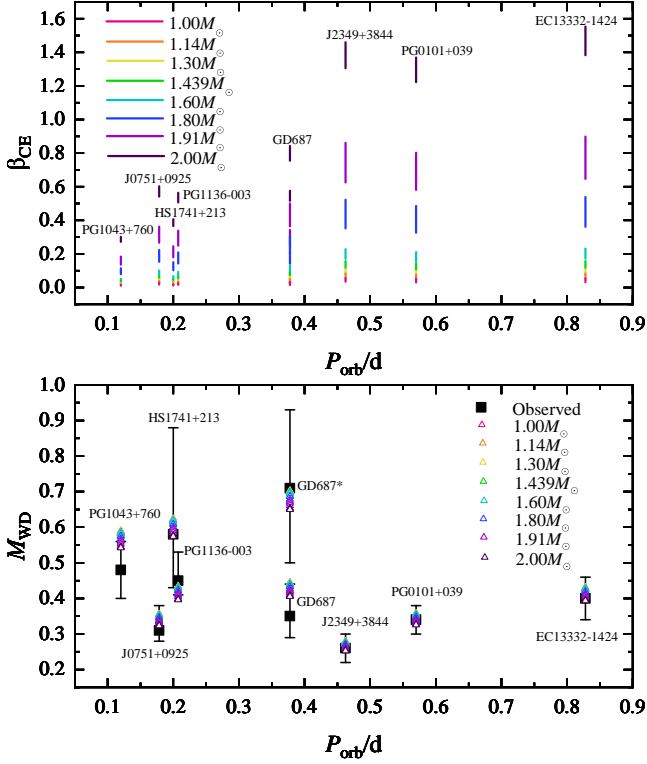 1.6
1.4
1.2
1.0
0.8
0.6
0.4
0.2
0.0
β_CE
1.00M☉
1.14M☉
1.30M☉
1.439M☉
1.60M☉
1.80M☉
1.91M☉
2.00M☉
EC13332-1424
J2349+3844
PG0101+039
GD687
J0751+0925
PG1136-003
HS1741+213
PG1043+760
0.1 0.2 0.3 0.4 0.5 0.6 0.7 0.8 0.9
P_orb/d
1.0
0.9
0.8
0.7
0.6
0.5
0.4
0.3
0.2
M_WD
Observed
1.00M☉
1.14M☉
1.30M☉
1.439M☉
1.60M☉
1.80M☉
1.91M☉
2.00M☉
HS1741+213
PG1043+760
GD687*
PG1136-003
GD687
PG0101+039
J2349+3844
EC13332-1424
J0751+0925
0.1 0.2 0.3 0.4 0.5 0.6 0.7 0.8 0.9
P_orb/d